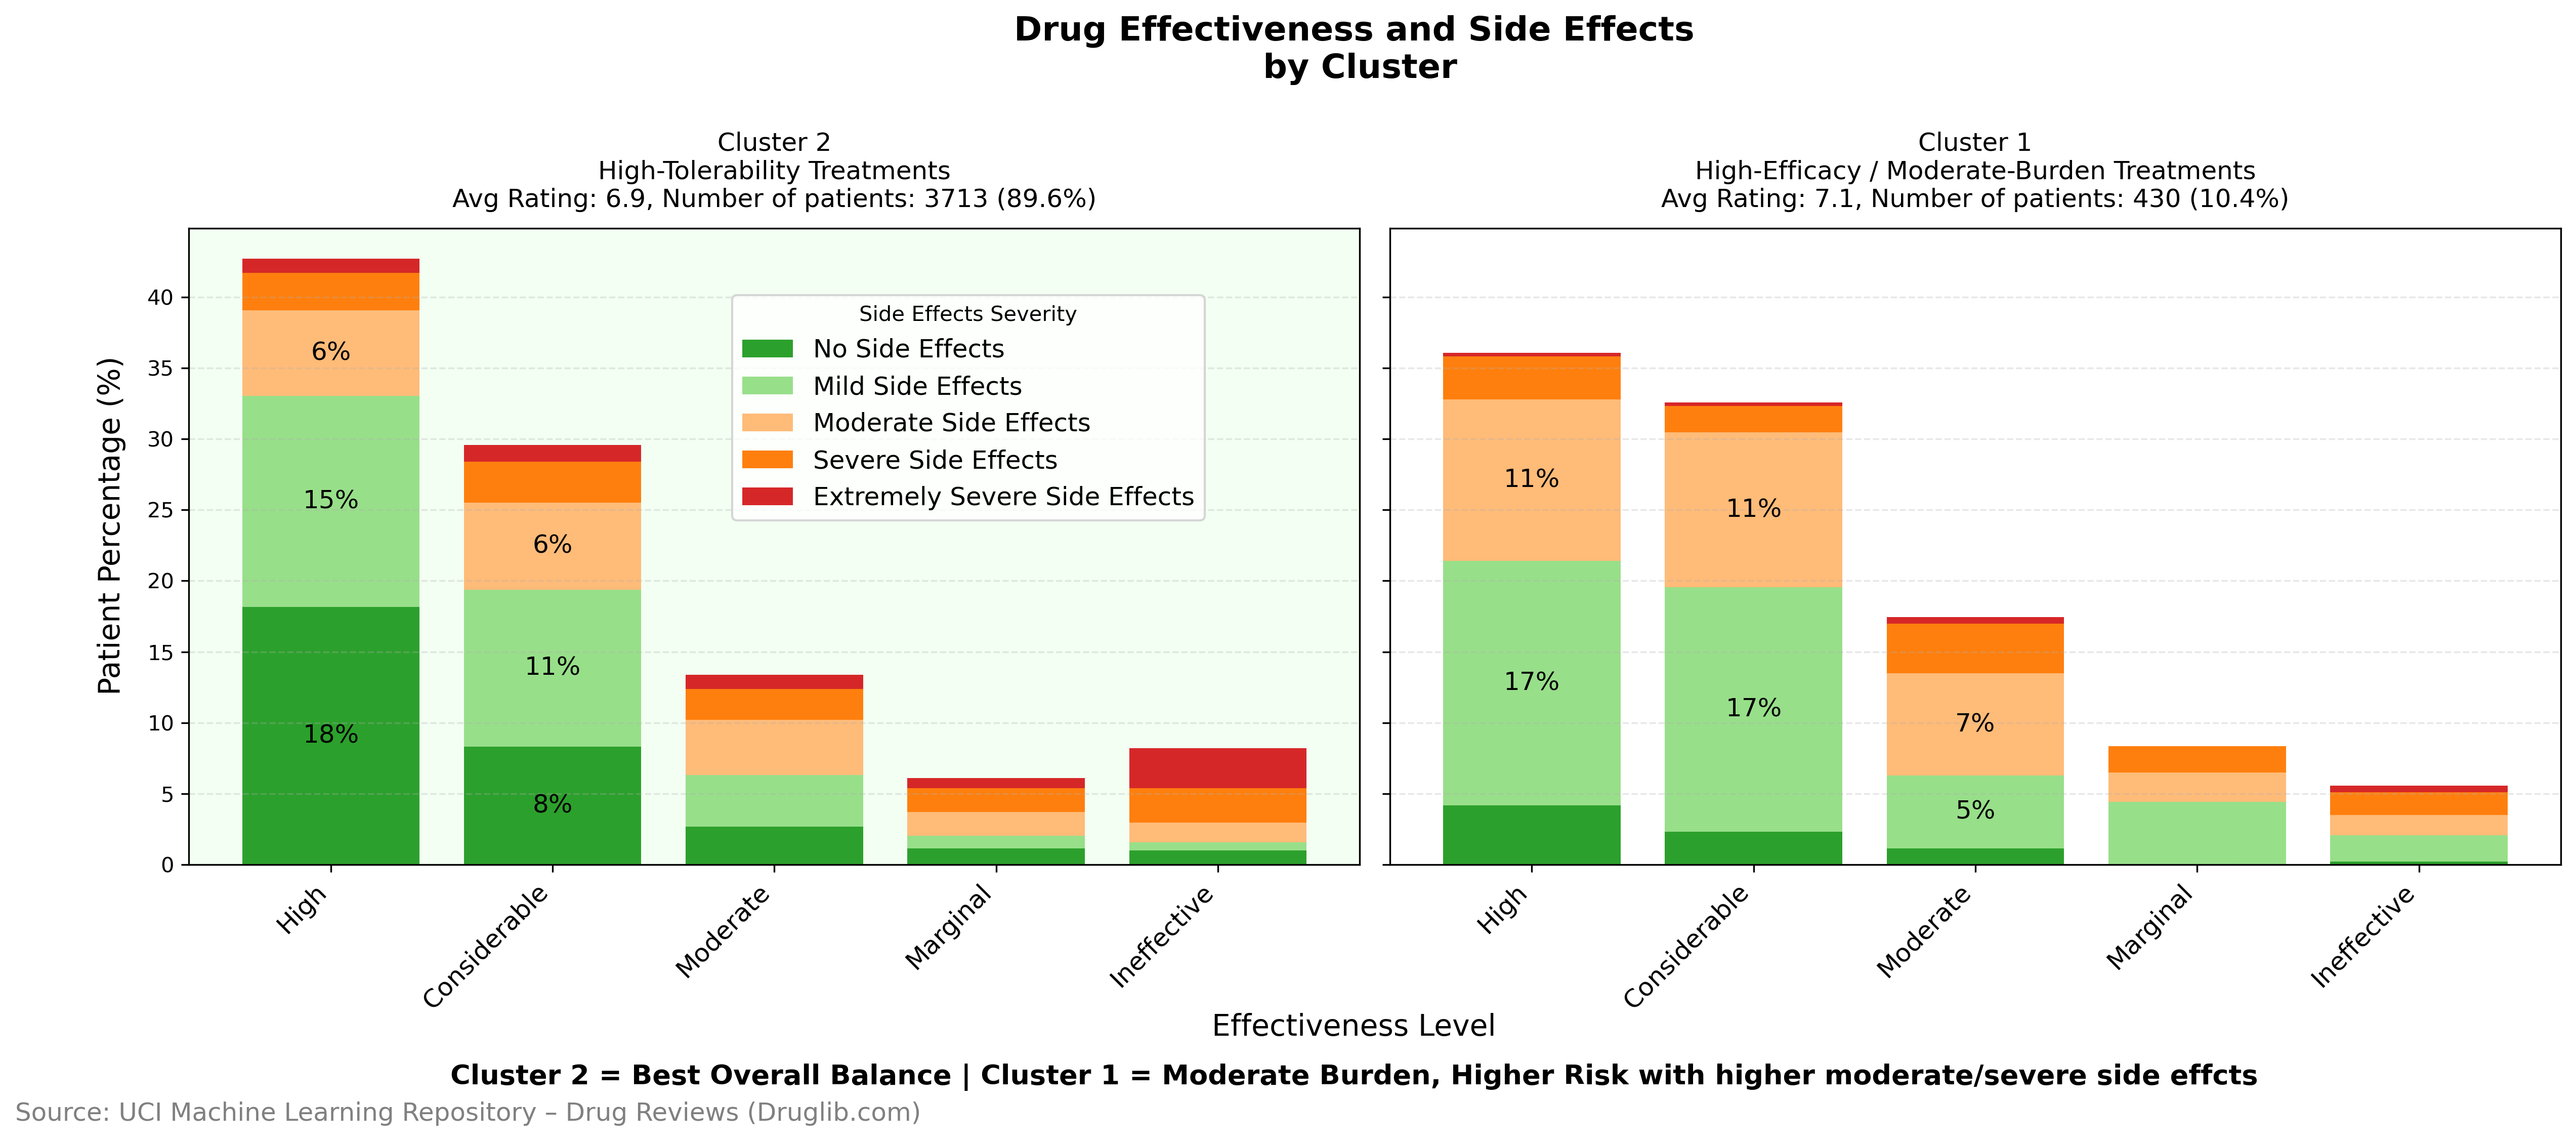 Drug Effectiveness and Side Effects
by Cluster
Cluster 2
High-Tolerability Treatments
Avg Rating: 6.9, Number of patients: 3713 (89.6%)
Cluster 1
High-Efficacy / Moderate-Burden Treatments
Avg Rating: 7.1, Number of patients: 430 (10.4%)
Patient Percentage (%)
40
35
30
25
20
15
10
5
0
6%
15%
18%
6%
11%
8%
Side Effects Severity
No Side Effects
Mild Side Effects
Moderate Side Effects
Severe Side Effects
Extremely Severe Side Effects
11%
17%
11%
17%
7%
5%
High
Considerable
Moderate
Marginal
Ineffective
High
Considerable
Moderate
Marginal
Ineffective
Effectiveness Level
Cluster 2 = Best Overall Balance | Cluster 1 = Moderate Burden, Higher Risk with higher moderate/severe side effcts
Source: UCI Machine Learning Repository – Drug Reviews (Druglib.com)